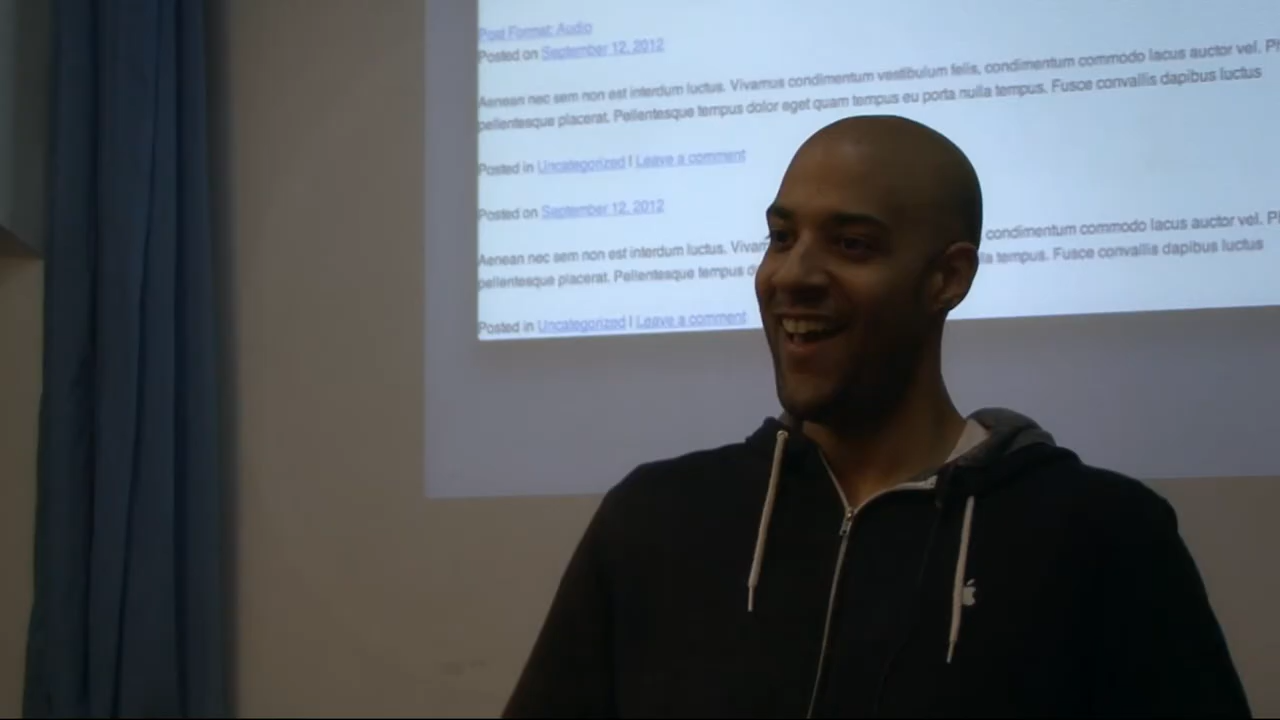 Post Format: Audio
Posted on September 12, 2012
Aenean nec sem non est interdum luctus. Vivamus condimentum vestibulum felis, condimentum commodo lacus auctor vel.
pellentesque placerat. Pellentesque tempus dolor eget quam tempus eu porta nulla tempus. Fusce convallis dapibus luctus
Posted in Uncategorized | Leave a comment
Posted on September 12, 2012
Aenean nec sem non est interdum luctus. condimentum commodo lacus auctor vel.
pellentesque placerat. Pellentesque tempus tempus. Fusce convallis dapibus luctus
Posted in Uncategorized | Leave a comment